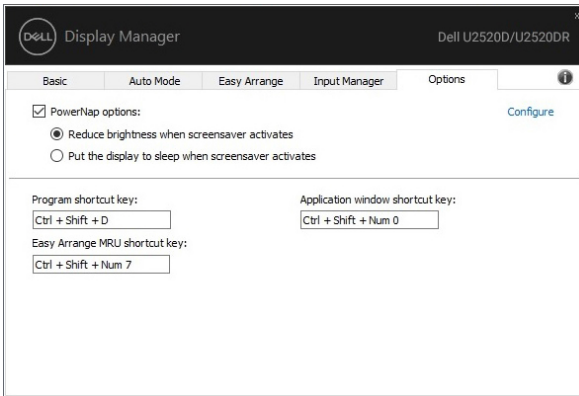 DELL Display Manager Dell U2520D/U2520DR
Basic Auto Mode Easy Arrange Input Manager Options
PowerNap options: Configure
Reduce brightness when screensaver activates
Put the display to sleep when screensaver activates
Program shortcut key: Application window shortcut key:
Ctrl + Shift + D Ctrl + Shift + Num 0
Easy Arrange MRU shortcut key:
Ctrl + Shift + Num 7